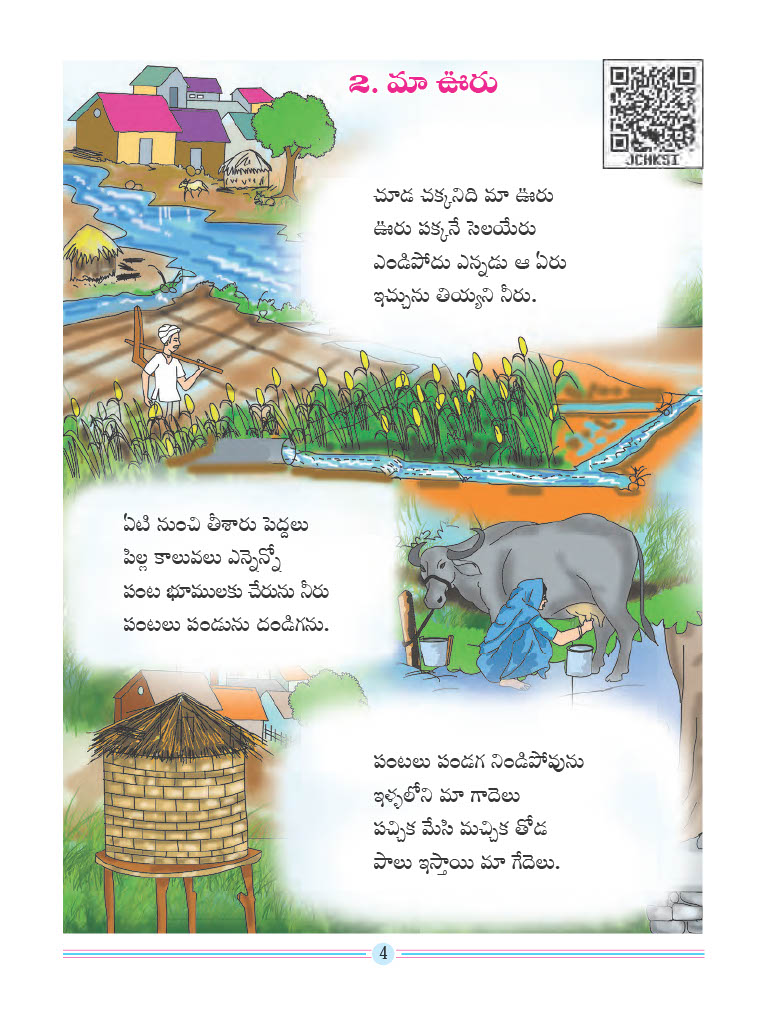 2. మా ఊరు
JCHKSI
చూడ చక్కనిది మా ఊరు
ఊరు పక్కనే సెలయేరు
ఎండిపోదు ఎన్నడు ఆ ఏరు
ఇచ్చును తియ్యని నీరు.
ఏటి నుంచి తీశారు పెద్దలు
పిల్ల కాలువలు ఎన్నెన్నో
పంట భూములకు చేరును నీరు
పంటలు పండును దండిగను.
పంటలు పండగ నిండిపోవును
ఇళ్ళలోని మా గాదెలు
పచ్చిక మేసి మచ్చిక తోడ
పాలు ఇస్తాయి మా గేదెలు.
4